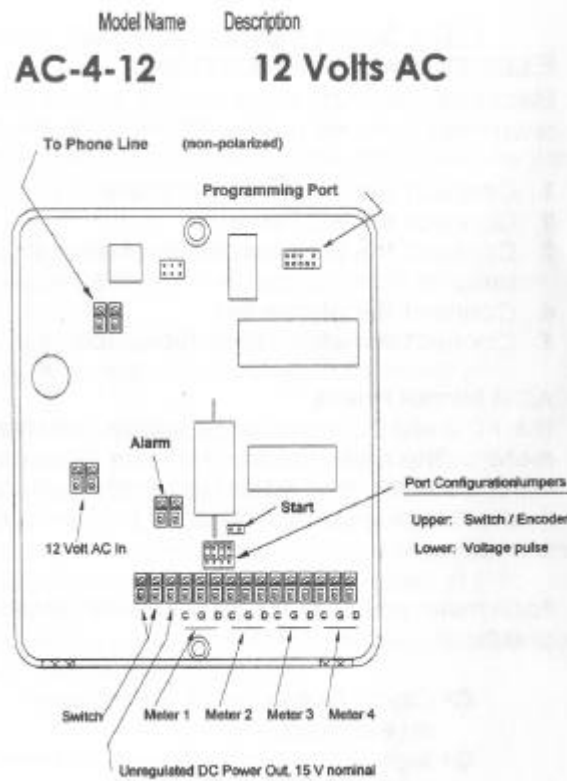 Model Name Description
AC-4-12 12 Volts AC
To Phone Line (non-polarized)
Programming Port
Alarm
Port Configurationlumpers
Start
Upper: Switch / Encoder
12 Volt AC In
Lower: Voltage pulse
C G D C G D C G D C G D
Switch Meter 1 Meter 2 Meter 3 Meter 4
Unregulated DC Power Out, 15 V nominal